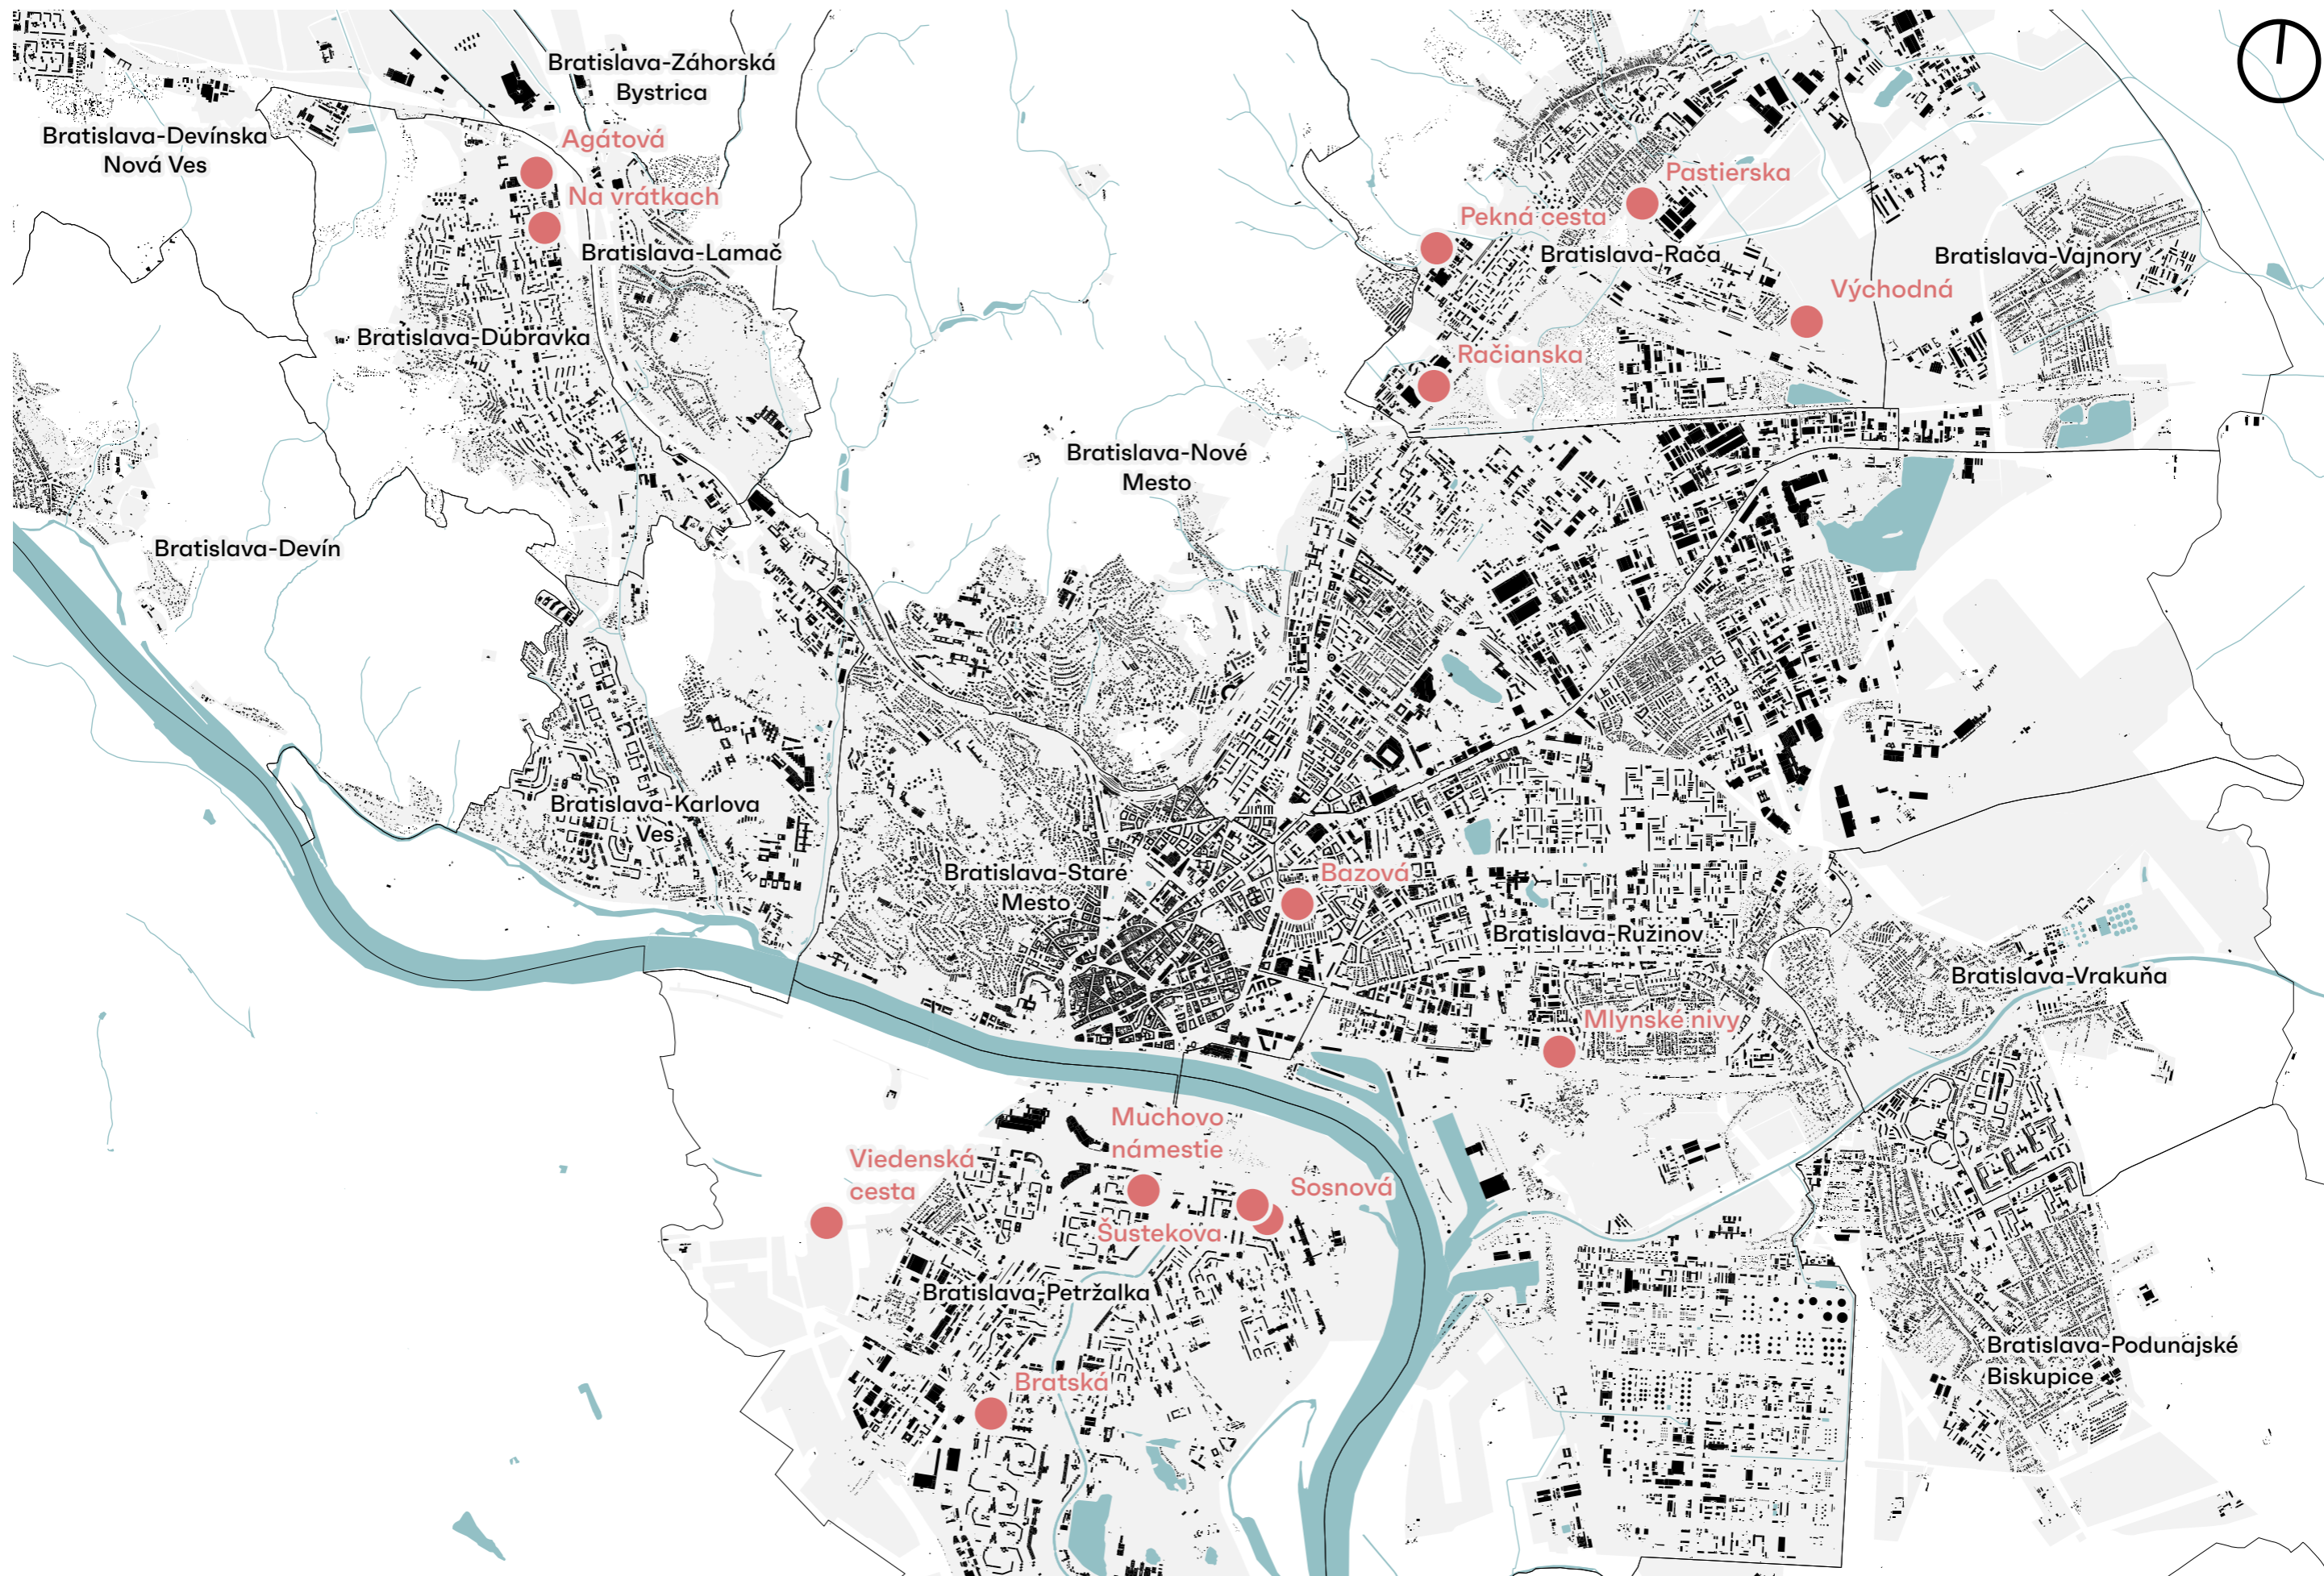 Bratislava-Záhorská
Bystrica
Bratislava-Devínska
Nová Ves
Agátová
Na vrátkach
Bratislava-Lamač
Bratislava-Dúbravka
Pastierska
Pekná cesta
Bratislava-Rača
Bratislava-Vajnory
Východná
Račianska
Bratislava-Nové
Mesto
Bratislava-Devín
Bratislava-Karlova
Ves
Bratislava-Staré
Mesto
Bazová
Bratislava-Ružinov
Bratislava-Vrakuňa
Mlynské nivy
Muchovo
námestie
Viedenská
cesta
Sosnová
Šustekova
Bratislava-Petržalka
Bratská
Bratislava-Podunajské
Biskupice